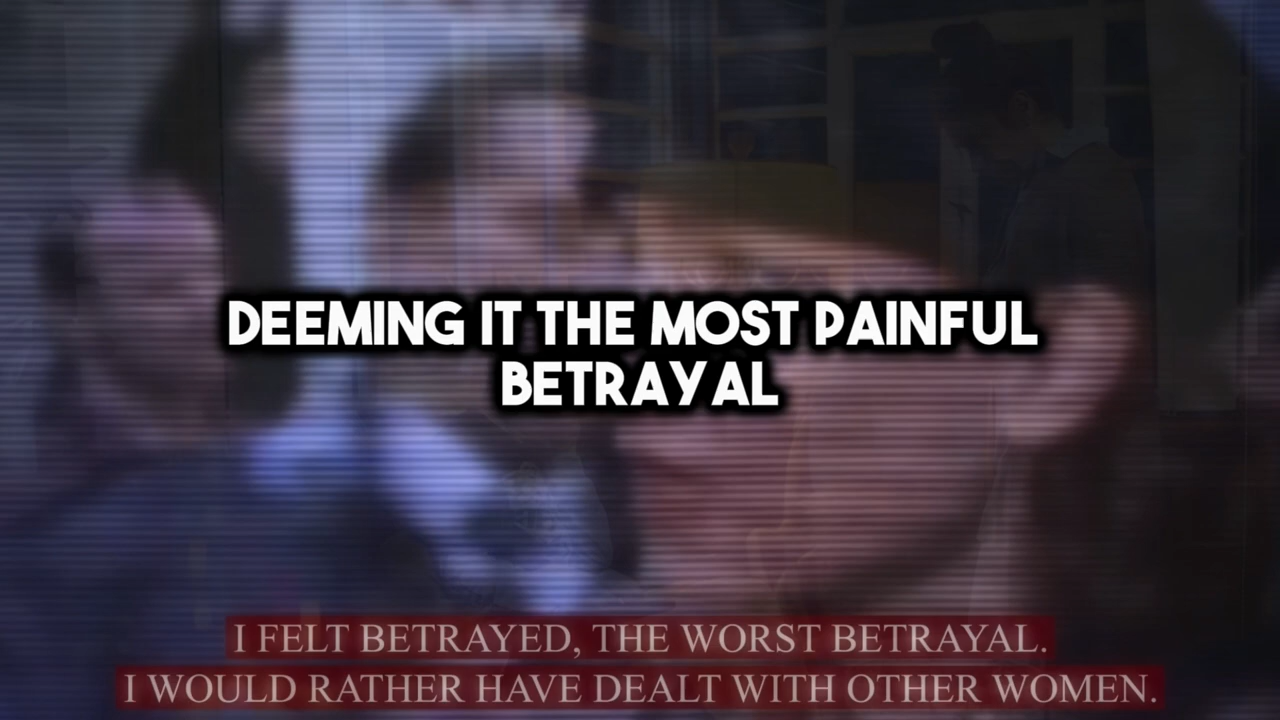 DEEMING IT THE MOST PAINFUL
BETRAYAL
I FELT BETRAYED, THE WORST BETRAYAL.
I WOULD RATHER HAVE DEALT WITH OTHER WOMEN.